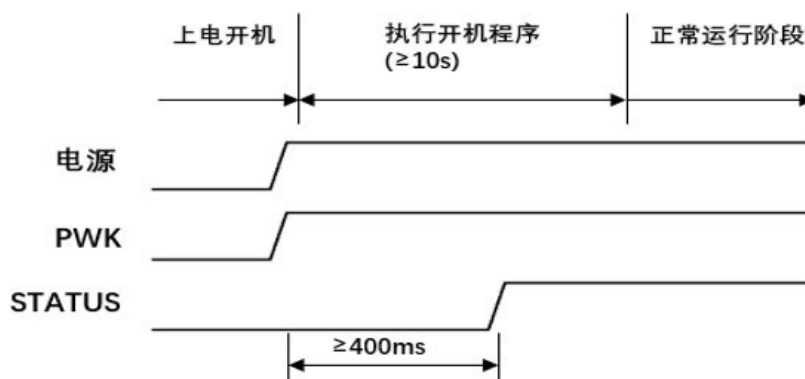 上电开机
执行开机程序
(≥10s)
正常运行阶段
电源
PWK
STATUS
≥400ms